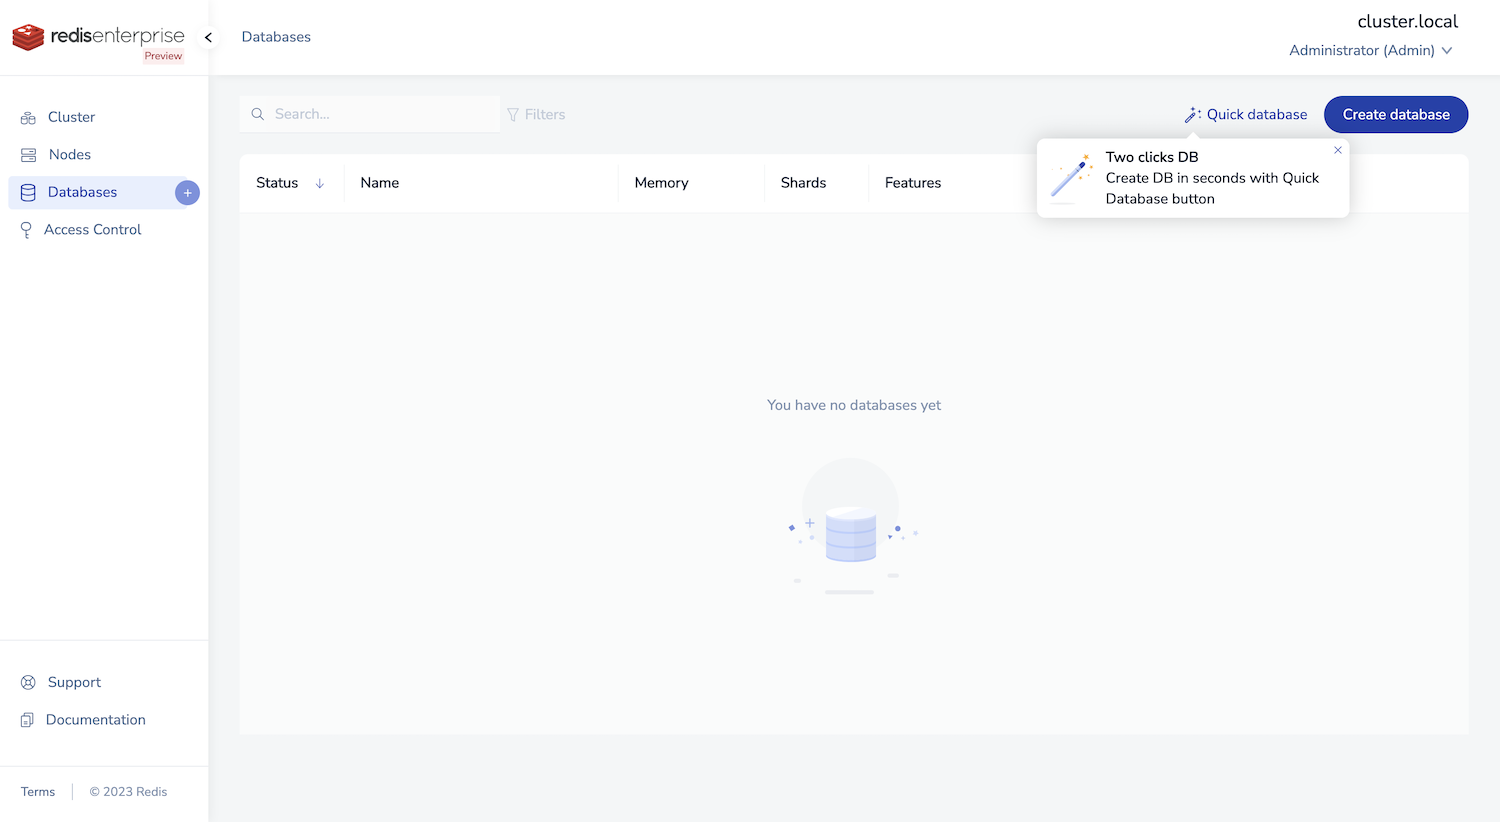 redisenterprise
Preview
Databases
cluster.local
Administrator (Admin)
Cluster
Nodes
Databases
+
Access Control
Search...
Filters
Quick database
Create database
Two clicks DB
Create DB in seconds with Quick
Database button
Status
Name
Memory
Shards
Features
You have no databases yet
Support
Documentation
Terms
© 2023 Redis